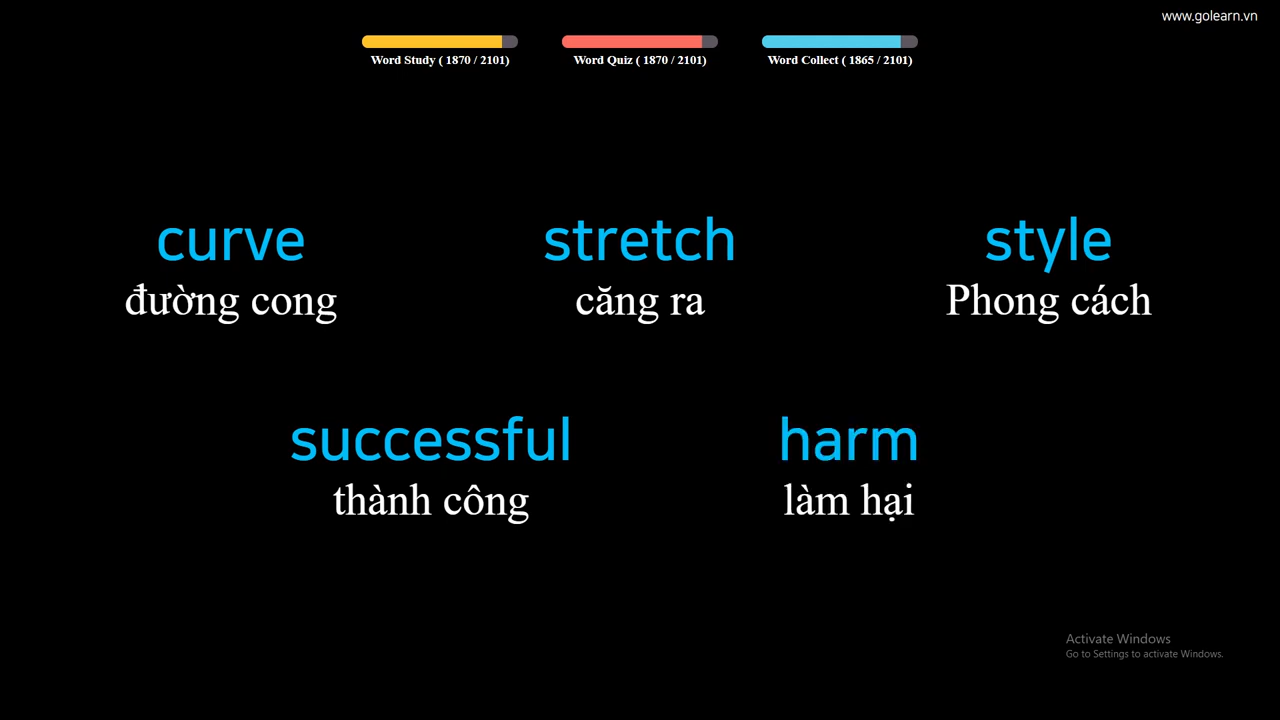 www.golearn.vn
Word Study ( 1870 / 2101) Word Quiz ( 1870 / 2101) Word Collect ( 1865 / 2101)
curve stretch style
đường cong căng ra Phong cách
successful harm
thành công làm hại
Activate Windows
Go to Settings to activate Windows.